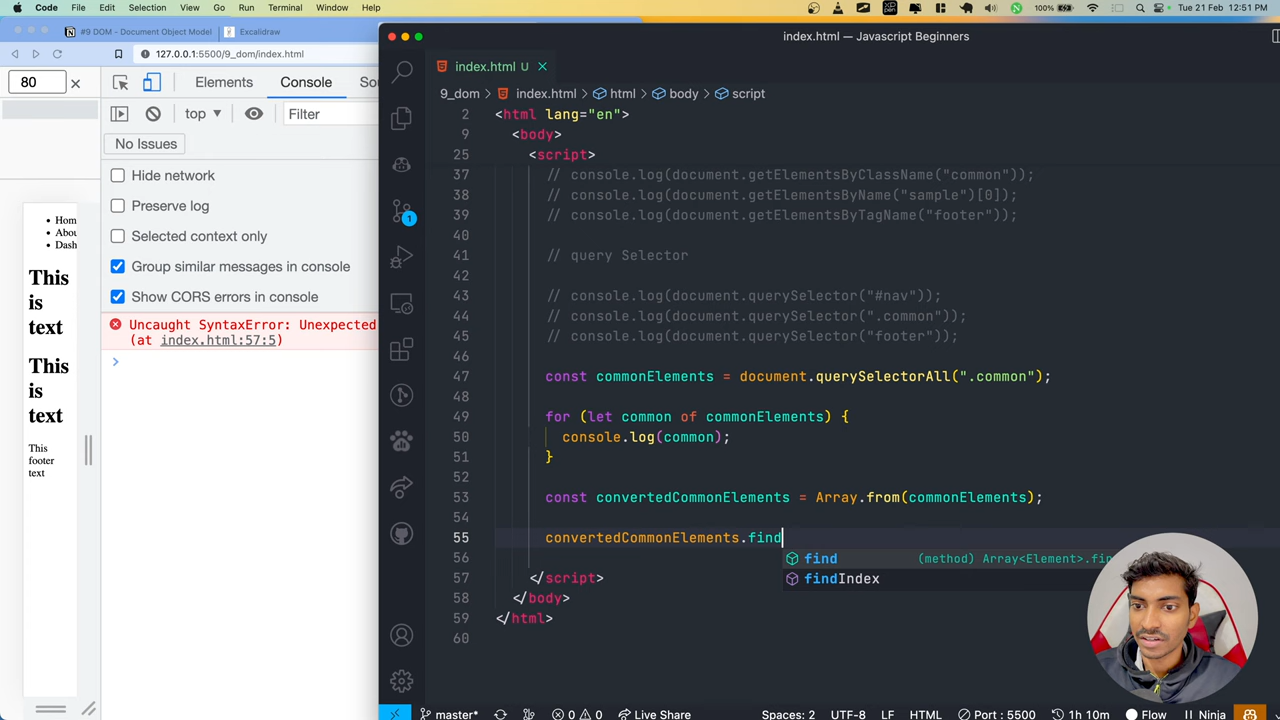 Code File Edit Selection View Go Run Terminal Window Help 100% Tue 21 Feb 12:51 PM
#9 DOM — Document Object Model Excalidraw
127.0.0.1:5500/9_dom/index.html
80 Elements Console So
top Filter
No Issues
Hide network
Preserve log
Selected context only
Group similar messages in console
Show CORS errors in console
Uncaught SyntaxError: Unexpected
(at index.html:57:5)
Hom
Abou
Dash
This
is
text
This
is
text
This
footer
text
index.html — Javascript Beginners
index.html U
9_dom > index.html > html > body > script
2 <html lang="en">
9 <body>
25 <script>
37 // console.log(document.getElementsByClassName("common"));
38 // console.log(document.getElementsByName("sample")[0]);
39 // console.log(document.getElementsByTagName("footer"));
40
41 // query Selector
42
43 // console.log(document.querySelector("#nav"));
44 // console.log(document.querySelector(".common"));
45 // console.log(document.querySelector("footer"));
46
47 const commonElements = document.querySelectorAll(".common");
48
49 for (let common of commonElements) {
50 console.log(common);
51 }
52
53 const convertedCommonElements = Array.from(commonElements);
54
55 convertedCommonElements.find
find (method) Array<Element>.fin
findIndex
56
57 </script>
58 </body>
59 </html>
60
1
master* 0 0 Live Share Spaces: 2 UTF-8 LF HTML Port : 5500 1h 10m Flow Ninja